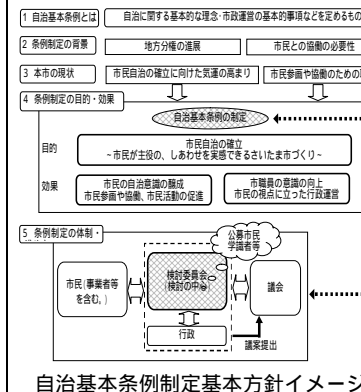 1 自治基本条例とは
自治に関する基本的な理念･市政運営の基本的事項などを定めるもの
2 条例制定の背景
地方分権の進展
市民との協働の必要性
3 本市の現状
市民自治の確立に向けた気運の高まり
市民参画や協働のための
4 条例制定の目的・効果
自治基本条例の制定
目的
市民自治の確立
~市民が主役の、しあわせを実感できるさいたま市づくり~
効果
市民の自治意識の醸成
市民参画や協働、市民活動の促進
市職員の意識の向上
市民の視点に立った行政運営
5 条例制定の体制・
公募市民
学識者等
市民(事業者等
を含む。)
検討委員会
(検討の中心)
議会
行政
議案提出
自治基本条例制定基本方針イメージ